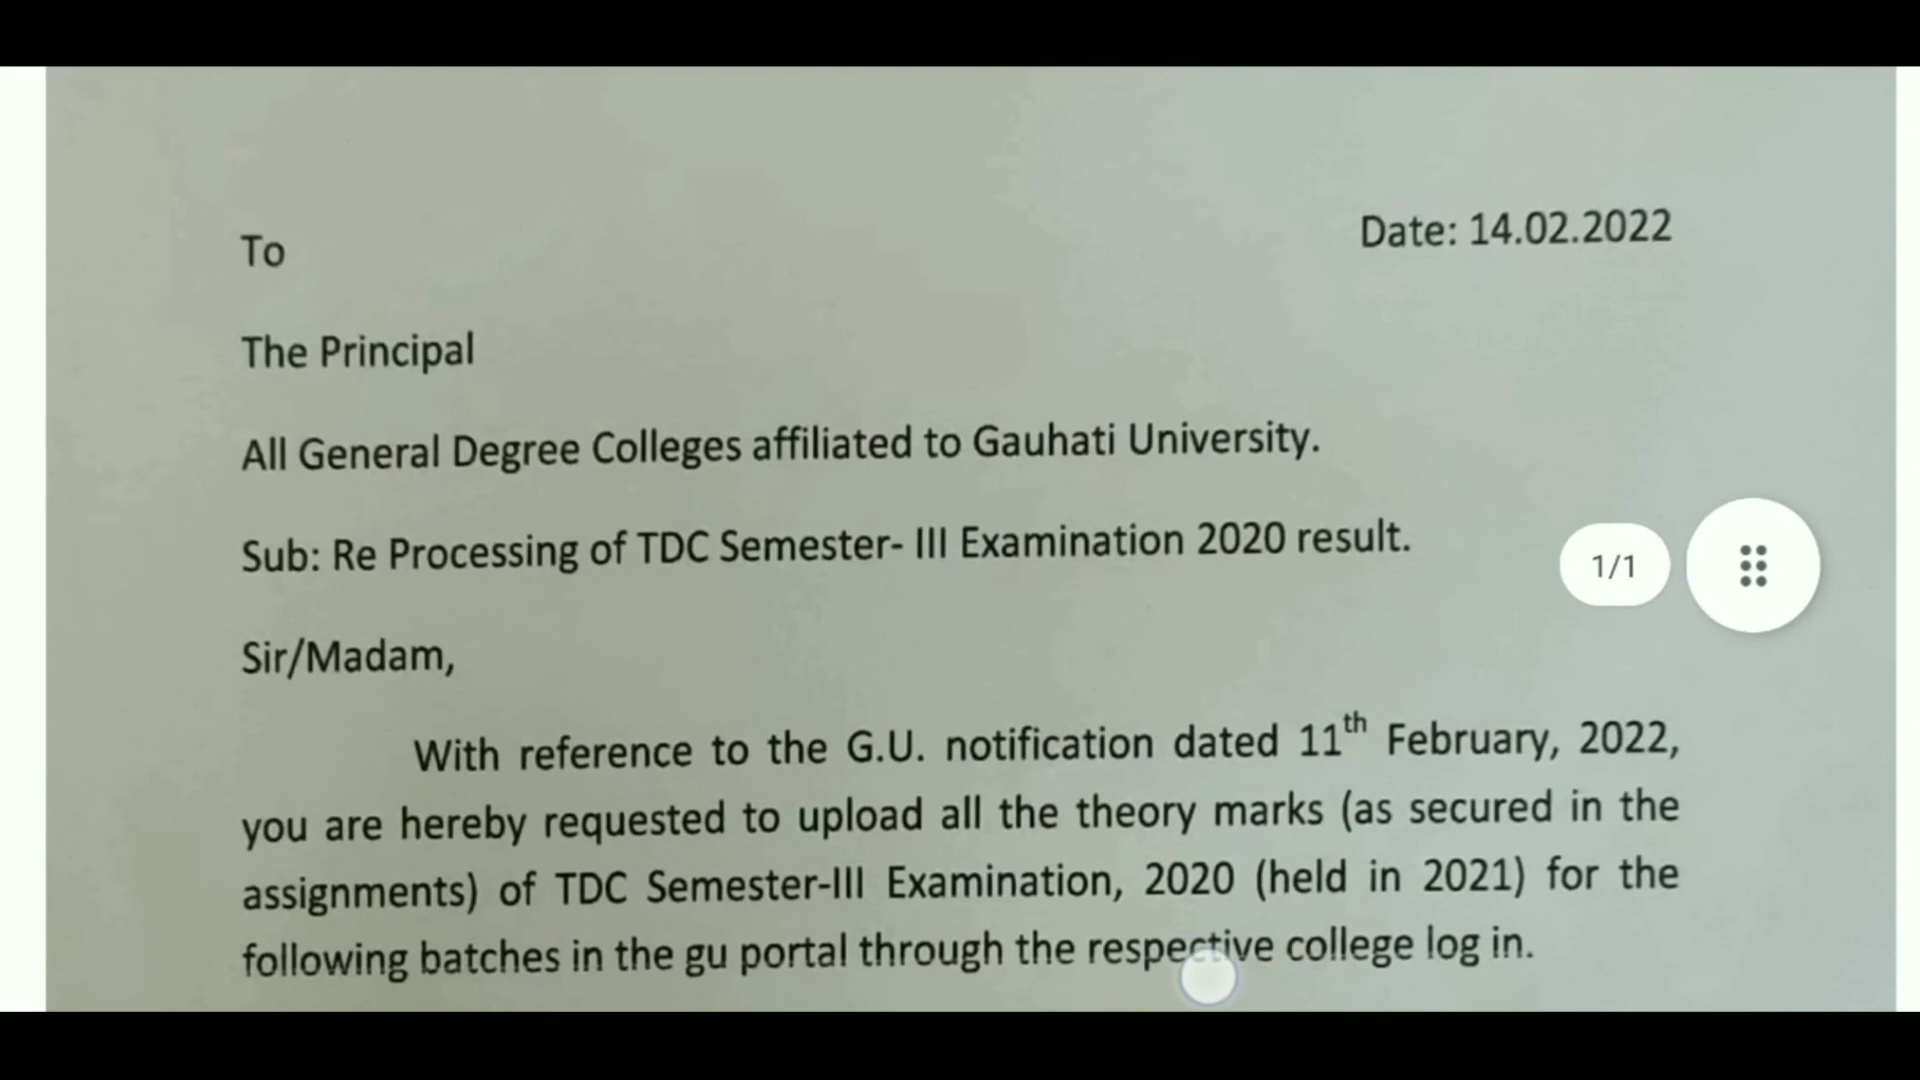 Date: 14.02.2022
To
The Principal
All General Degree Colleges affiliated to Gauhati University.
Sub: Re Processing of TDC Semester- III Examination 2020 result.
1/1
Sir/Madam,
With reference to the G.U. notification dated 11th February, 2022,
you are hereby requested to upload all the theory marks (as secured in the
assignments) of TDC Semester-III Examination, 2020 (held in 2021) for the
following batches in the gu portal through the respective college log in.